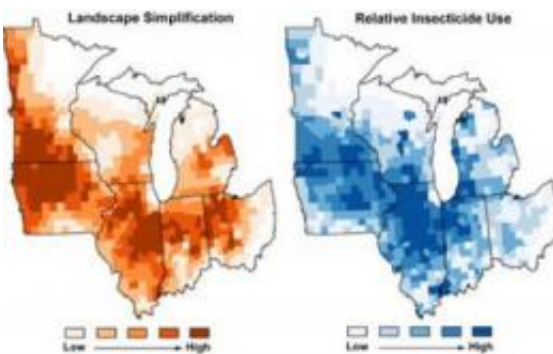 Landscape Simplification
Relative Insecticide Use
Low High
Low High